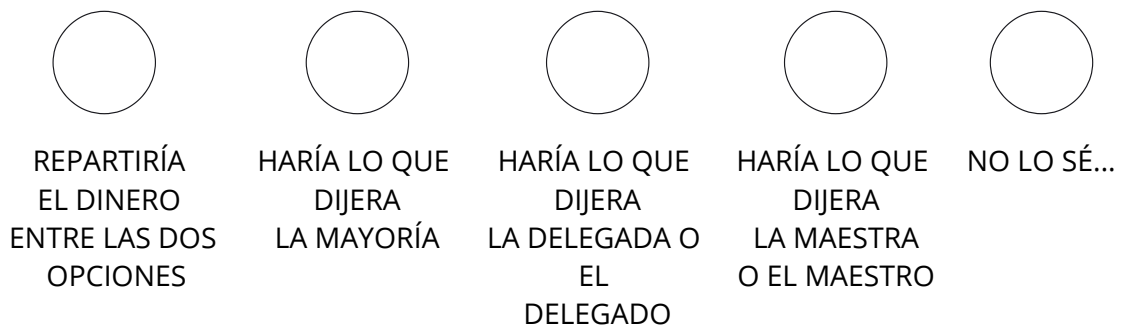 REPARTIRÍA
EL DINERO
ENTRE LAS DOS
OPCIONES
HARÍA LO QUE
DIJERA
LA MAYORÍA
HARÍA LO QUE
DIJERA
LA DELEGADA O
EL
DELEGADO
HARÍA LO QUE
DIJERA
LA MAESTRA
O EL MAESTRO
NO LO SÉ...